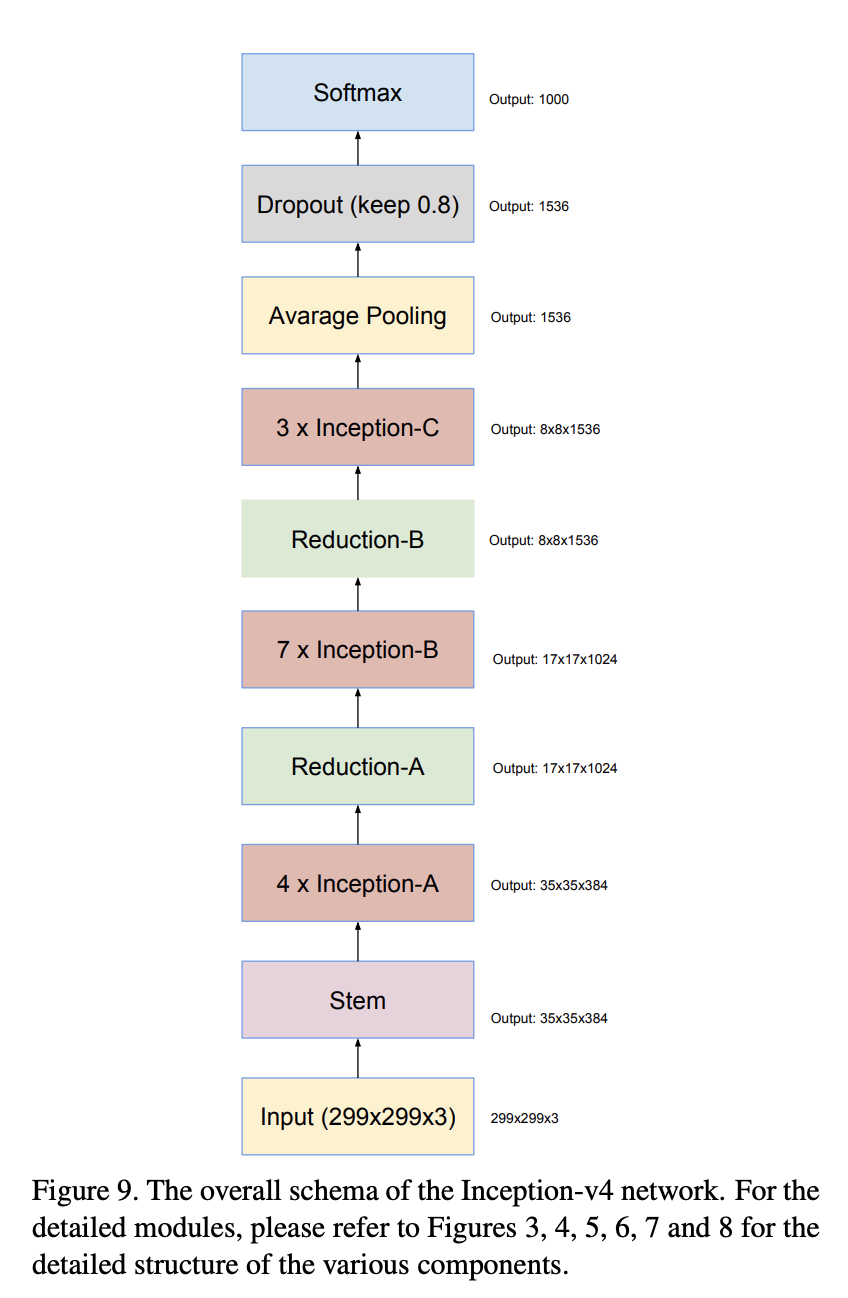 Softmax
Output: 1000
Dropout (keep 0.8)
Output: 1536
Avarage Pooling
Output: 1536
3 x Inception-C
Output: 8x8x1536
Reduction-B
Output: 8x8x1536
7 x Inception-B
Output: 17x17x1024
Reduction-A
Output: 17x17x1024
4 x Inception-A
Output: 35x35x384
Stem
Output: 35x35x384
Input (299x299x3)
299x299x3
Figure 9. The overall schema of the Inception-v4 network. For the
detailed modules, please refer to Figures 3, 4, 5, 6, 7 and 8 for the
detailed structure of the various components.